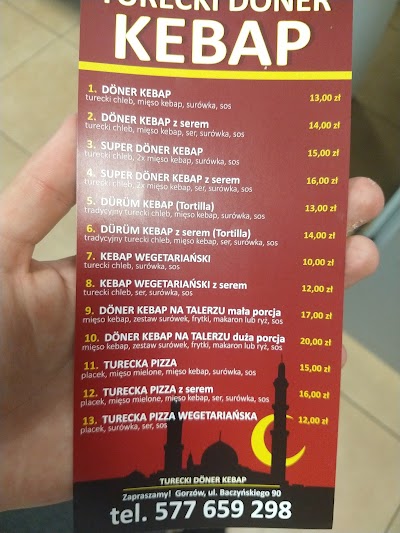 TURECKI DÖNER
KEBAP
1. DÖNER KEBAP 13,00 zł
turecki chleb, mięso kebap, surówka, sos
2. DÖNER KEBAP z serem 14,00 zł
turecki chleb, mięso kebap, ser, surówka, sos
3. SUPER DÖNER KEBAP 15,00 zł
turecki chleb, 2x mięso kebap, surówka, sos
4. SUPER DÖNER KEBAP z serem 16,00 zł
turecki chleb, 2x mięso kebap, ser, surówka, sos
5. DÜRÜM KEBAP (Tortilla) 13,00 zł
tradycyjny turecki chleb, mięso kebap, surówka, sos
6. DÜRÜM KEBAP z serem (Tortilla) 14,00 zł
tradycyjny turecki chleb, mięso kebap, ser, surówka, sos
7. KEBAP WEGETARIAŃSKI 10,00 zł
turecki chleb, surówka, sos
8. KEBAP WEGETARIAŃSKI z serem 12,00 zł
turecki chleb, ser, surówka, sos
9. DÖNER KEBAP NA TALERZU mała porcja 17,00 zł
mięso kebap, zestaw surówek, frytki, makaron lub ryż, sos
10. DÖNER KEBAP NA TALERZU duża porcja 20,00 zł
mięso kebap, zestaw surówek, frytki, makaron lub ryż, sos
11. TURECKA PIZZA 15,00 zł
placek, mięso mielone, mięso kebap, surówka, sos
12. TURECKA PIZZA z serem 16,00 zł
placek, mięso mielone, mięso kebap, ser, surówka, sos
13. TURECKA PIZZA WEGETARIAŃSKA 12,00 zł
placek, surówka, ser, sos
TURECKI DÖNER KEBAP
Zapraszamy! Gorzów, ul. Baczyńskiego 90
tel. 577 659 298